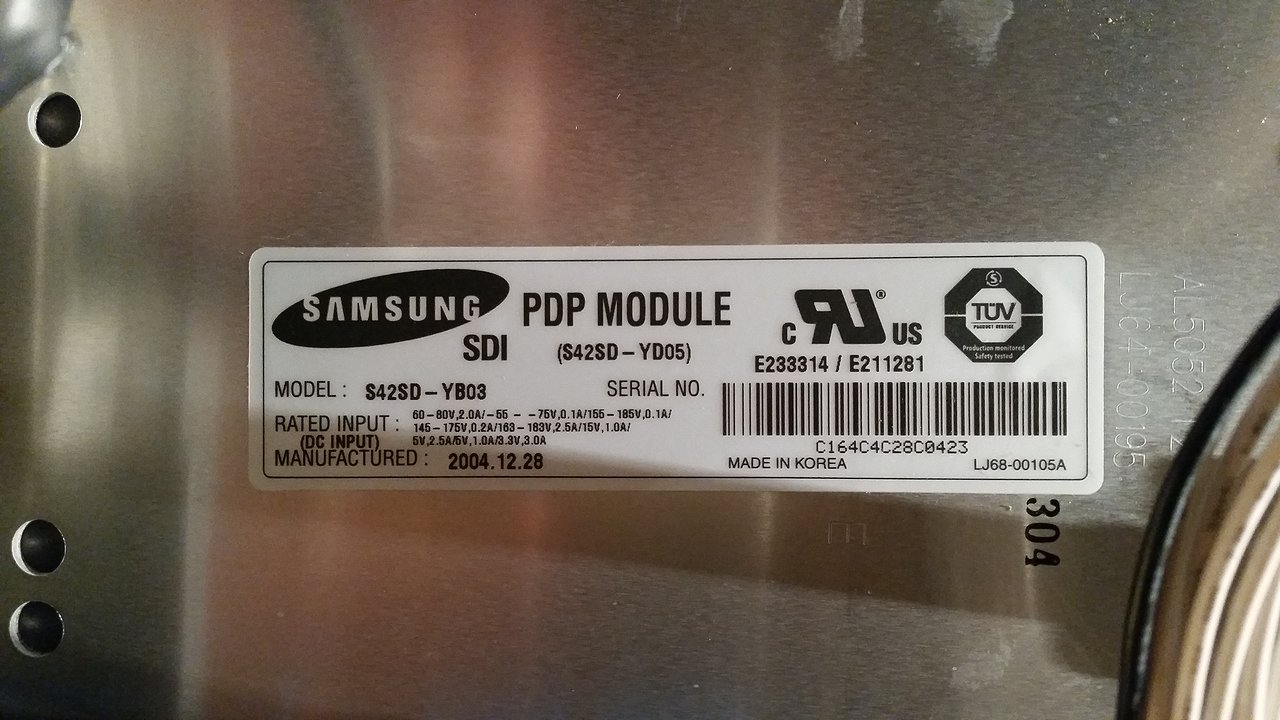 SAMSUNG
SDI
PDP MODULE
(S42SD-YD05)
C RU® US
E233314 / E211281
S
TÜV
PRODUCT SERVICE
Production monitored
Safety tested
MODEL : S42SD-YB03
SERIAL NO.
RATED INPUT :
(DC INPUT)
60-80V,2.0A/-55 - -75V,0.1A/155-185V,0.1A/
145-175V,0.2A/163-183V,2.5A/15V,1.0A/
5V,2.5A/5V,1.0A/3.3V,3.0A
MANUFACTURED : 2004.12.28
C164C4C28C0423
MADE IN KOREA
LJ68-00105A
304
LJ64-00195
E